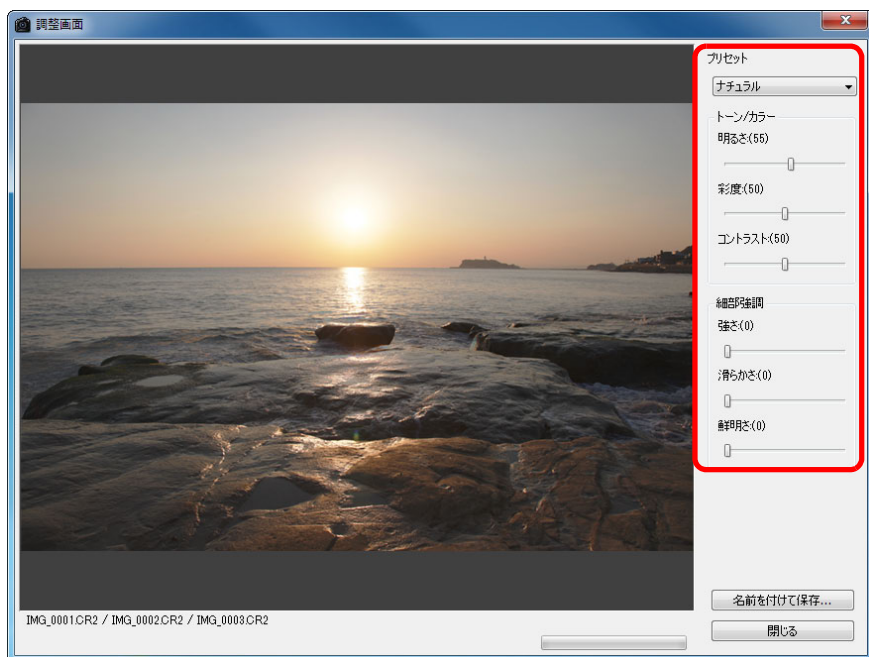 調整画面
プリセット
ナチュラル
トーン/カラー
明るさ:(55)
彩度:(50)
コントラスト:(50)
細部強調
強さ:(0)
滑らかさ:(0)
鮮明さ:(0)
名前を付けて保存...
IMG_0001.CR2 / IMG_0002.CR2 / IMG_0003.CR2
閉じる